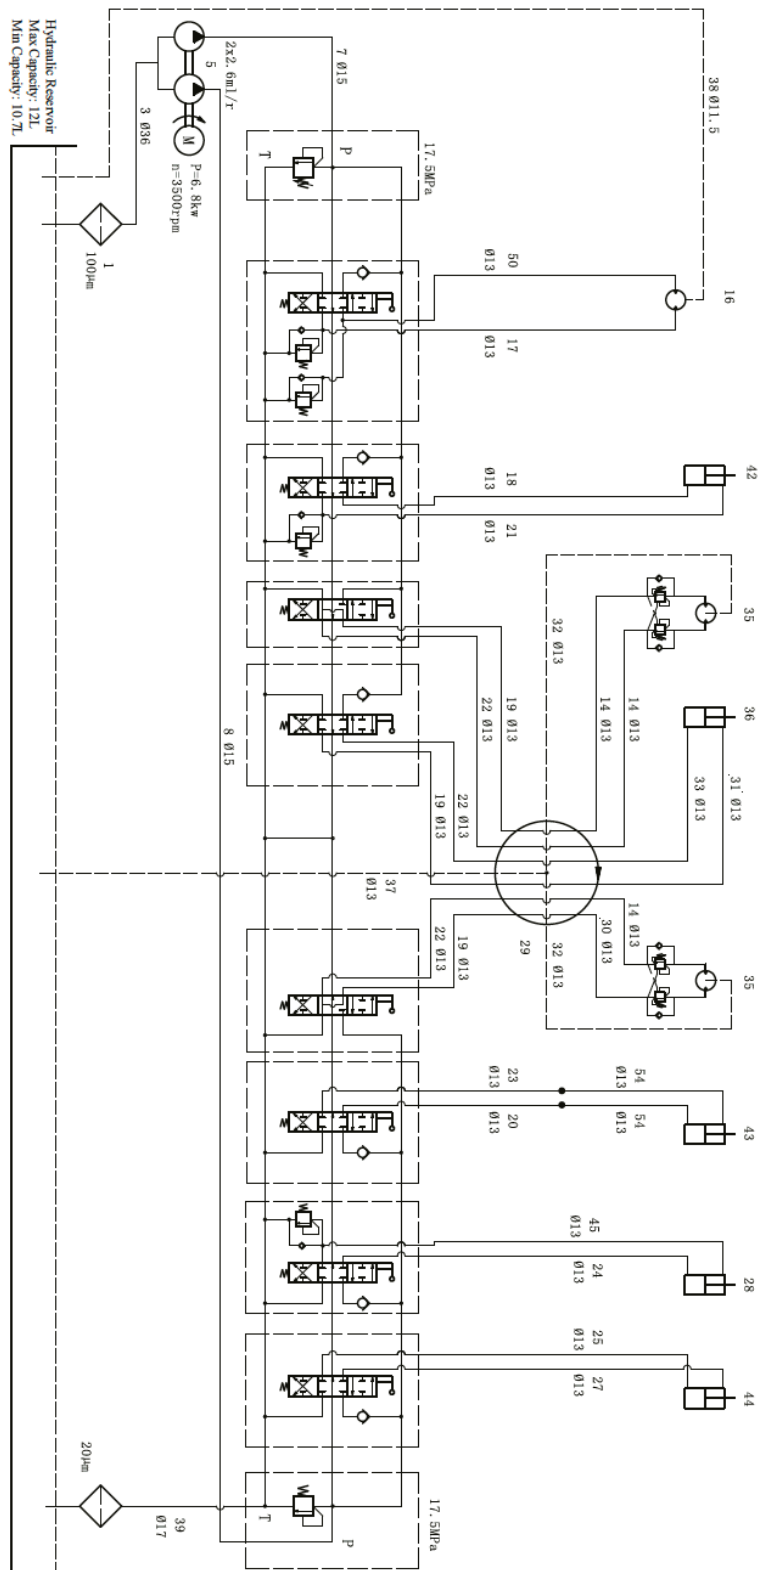 Hydraulic Reservoir
Max Capacity: 12L
Min Capacity: 10.7L
2x2.6ml/r
5
3 Ø36
M
P=6.8kw
n=3500rpm
1
100μm
7 Ø15
38 Ø11.5
17.5MPa
P
T
50
Ø13
17
Ø13
16
18
Ø13
21
Ø13
42
32 Ø13
35
14 Ø13
14 Ø13
19 Ø13
22 Ø13
36
.31' Ø13
33 Ø13
22 Ø13
19 Ø13
8 Ø15
37
Ø13
29
14 Ø13
.30 Ø13
32 Ø13
19 Ø13
22 Ø13
35
23
Ø13
20
Ø13
54
Ø13
54
Ø13
43
45
Ø13
24
Ø13
28
25
Ø13
27
Ø13
44
17.5MPa
P
T
39
Ø17
20μm